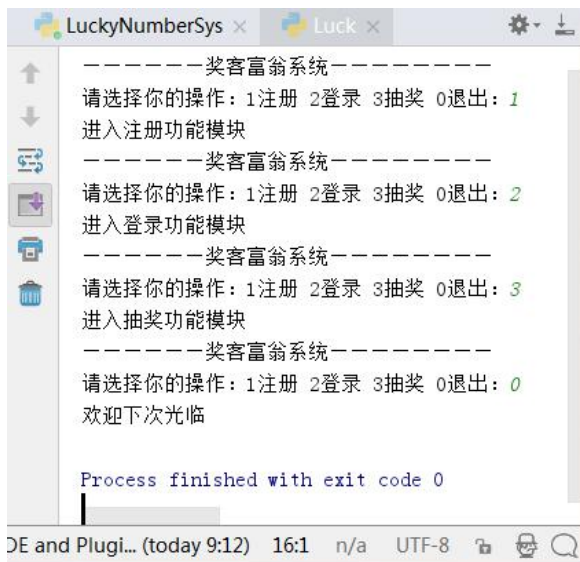 LuckyNumberSys × Luck ×
------奖客富翁系统--------
请选择你的操作：1注册 2登录 3抽奖 0退出：1
进入注册功能模块
------奖客富翁系统--------
请选择你的操作：1注册 2登录 3抽奖 0退出：2
进入登录功能模块
------奖客富翁系统--------
请选择你的操作：1注册 2登录 3抽奖 0退出：3
进入抽奖功能模块
------奖客富翁系统--------
请选择你的操作：1注册 2登录 3抽奖 0退出：0
欢迎下次光临
Process finished with exit code 0
DE and Plugi... (today 9:12) 16:1 n/a UTF-8